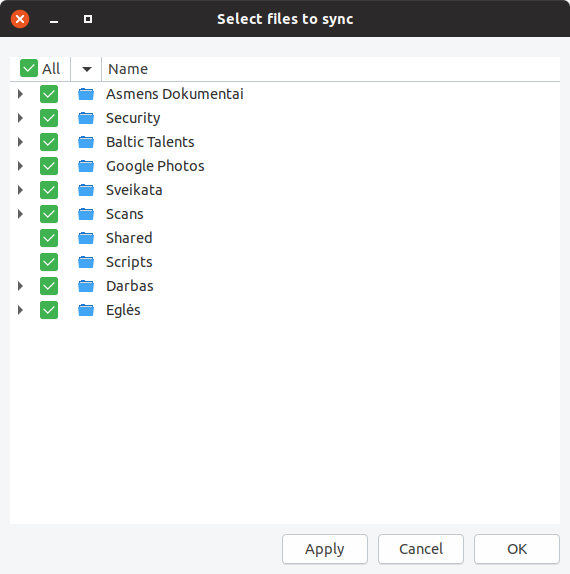 Select files to sync
All Name
Asmens Dokumentai
Security
Baltic Talents
Google Photos
Sveikata
Scans
Shared
Scripts
Darbas
Eglės
Apply Cancel OK